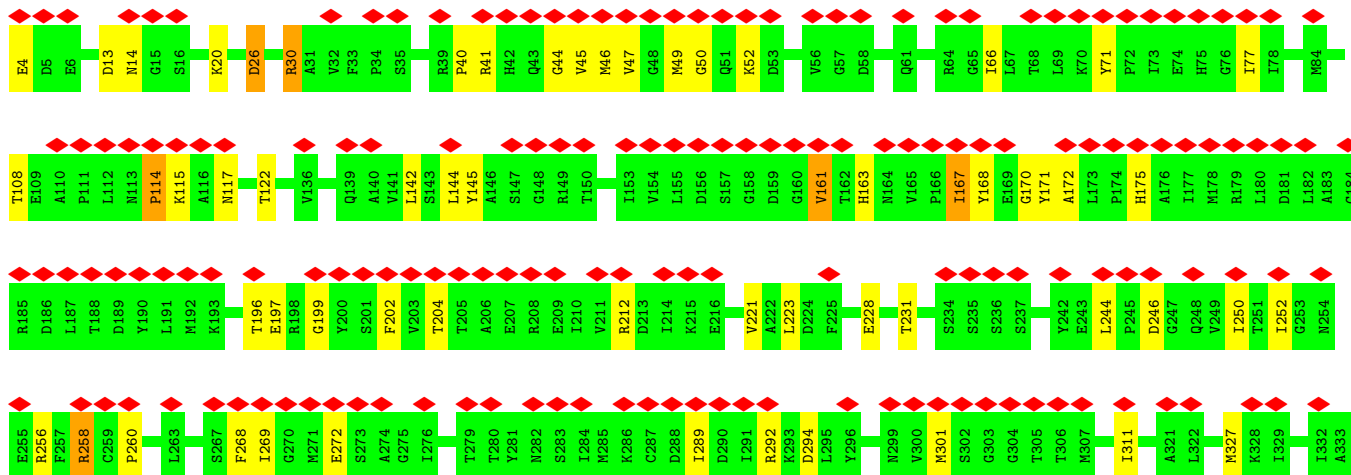 E4 D5 E6 D13 N14 G15 S16 K20 D26 R30 A31 V32 F33 P34 S35 R39 P40 R41 H42 Q43 G44 V45 M46 V47 G48 M49 G50 Q51 K52 D53 V56 G57 D58 Q61 R64 G65 I66 L67 T68 L69 K70 Y71 P72 I73 E74 H75 G76 I77 I78 M84
T108 E109 A110 P111 L112 N113 P114 K115 A116 N117 T122 V136 Q139 A140 V141 L142 S143 L144 Y145 A146 S147 G148 R149 T150 I153 V154 L155 D156 S157 G158 D159 G160 V161 T162 H163 N164 V165 P166 I167 Y168 E169 G170 Y171 A172 L173 P174 H175 A176 I177 M178 R179 L180 D181 L182 A183 G184
R185 D186 L187 T188 D189 Y190 L191 M192 K193 T196 E197 R198 G199 Y200 S201 F202 V203 T204 T205 A206 E207 R208 E209 I210 V211 R212 D213 I214 K215 E216 V221 A222 L223 D224 F225 E228 T231 S234 S235 S236 S237 Y242 E243 L244 P245 D246 G247 Q248 V249 I250 T251 I252 G253 N254
E255 R256 F257 R258 C259 P260 L263 S267 F268 I269 G270 M271 E272 S273 A274 G275 I276 T279 T280 Y281 N282 S283 I284 M285 K286 C287 D288 I289 D290 I291 R292 K293 D294 L295 Y296 N299 V300 M301 S302 G303 G304 T305 T306 M307 I311 A321 L322 M327 K328 I329 I332 A333